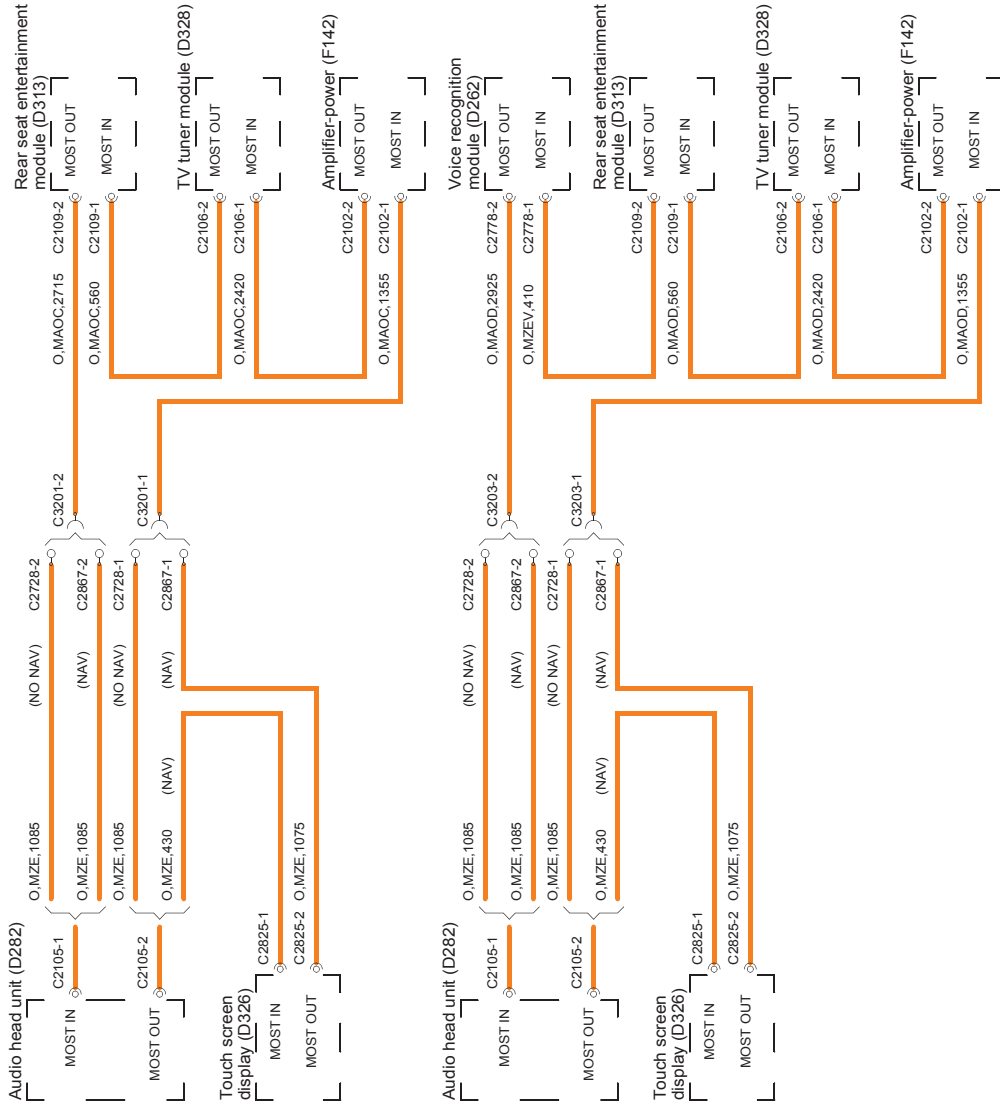 Rear seat entertainment
module (D313)
MOST OUT
MOST IN
C2109-2
C2109-1
O,MAOC,2715
O,MAOC,560
TV tuner module (D328)
MOST OUT
MOST IN
C2106-2
C2106-1
O,MAOC,2420
Amplifier-power (F142)
MOST OUT
MOST IN
C2102-2
C2102-1
O,MAOC,1355
C3201-2
C3201-1
C2728-2
C2867-2
C2728-1
C2867-1
(NO NAV)
(NAV)
(NO NAV)
(NAV)
(NAV)
O,MZE,1085
O,MZE,1085
O,MZE,1085
O,MZE,430
O,MZE,1075
Audio head unit (D282)
C2105-1
C2105-2
MOST IN
MOST OUT
C2825-1
C2825-2
Touch screen
display (D326)
MOST IN
MOST OUT
Voice recognition
module (D262)
MOST OUT
MOST IN
C2778-2
C2778-1
O,MAOD,2925
O,MZEV,410
Rear seat entertainment
module (D313)
MOST OUT
MOST IN
C2109-2
C2109-1
O,MAOD,560
TV tuner module (D328)
MOST OUT
MOST IN
C2106-2
C2106-1
O,MAOD,2420
Amplifier-power (F142)
MOST OUT
MOST IN
C2102-2
C2102-1
O,MAOD,1355
C3203-2
C3203-1
C2728-2
C2867-2
C2728-1
C2867-1
(NO NAV)
(NAV)
(NO NAV)
(NAV)
(NAV)
O,MZE,1085
O,MZE,1085
O,MZE,1085
O,MZE,430
O,MZE,1075
Audio head unit (D282)
C2105-1
C2105-2
MOST IN
MOST OUT
C2825-1
C2825-2
Touch screen
display (D326)
MOST IN
MOST OUT